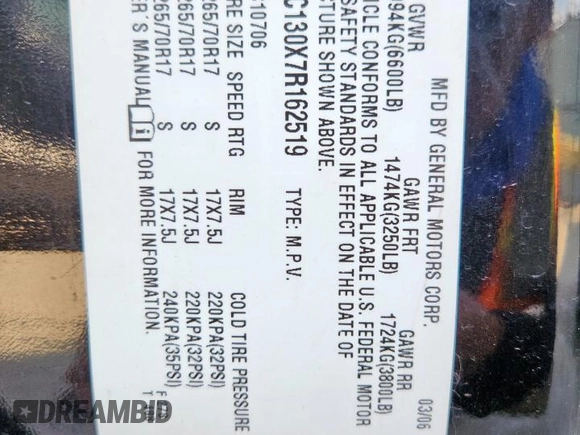 MFD BY GENERAL MOTORS CORP. 03/06
GVWR GAWR FRT GAWR RR
994KG(6600LB) 1474KG(3250LB) 1724KG(3800LB)
ICLE CONFORMS TO ALL APPLICABLE U.S. FEDERAL MOTOR
SAFETY STANDARDS IN EFFECT ON THE DATE OF
TURE SHOWN ABOVE.
C130X7R162519 TYPE: M.P.V.
10706
RE SIZE SPEED RTG RIM COLD TIRE PRESSURE
265/70R17 S 17X7.5J 220KPA(32PSI)
265/70R17 S 17X7.5J 220KPA(32PSI)
265/70R17 S 17X7.5J 240KPA(35PSI)
ER'S MANUAL i FOR MORE INFORMATION.
DREAMBID